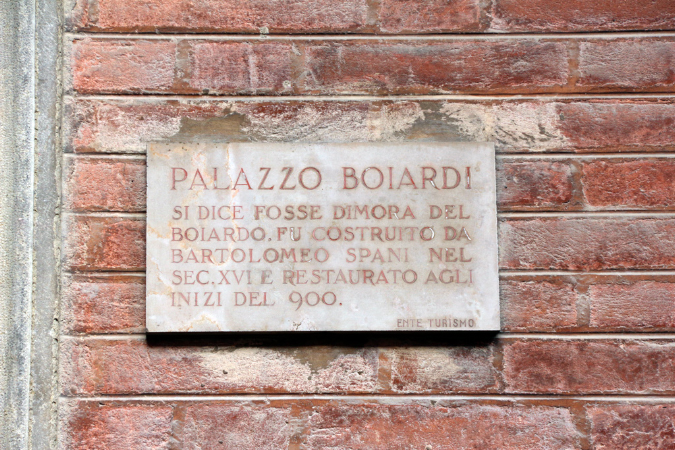 PALAZZO BOIARDI
SI DICE FOSSE DIMORA DEL
BOIARDO. FU COSTRUITO DA
BARTOLOMEO SPANI NEL
SEC. XVI E RESTAURATO AGLI
INIZI DEL 900.
ENTE TURISMO